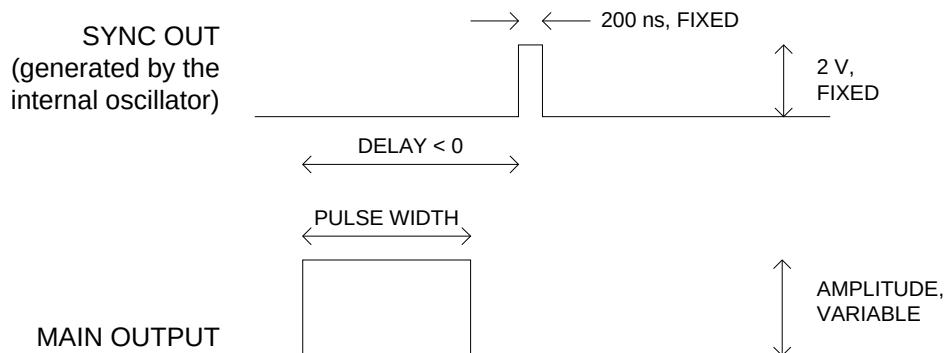 200 ns, FIXED
SYNC OUT
(generated by the
internal oscillator)
2 V,
FIXED
DELAY < 0
PULSE WIDTH
AMPLITUDE,
VARIABLE
MAIN OUTPUT